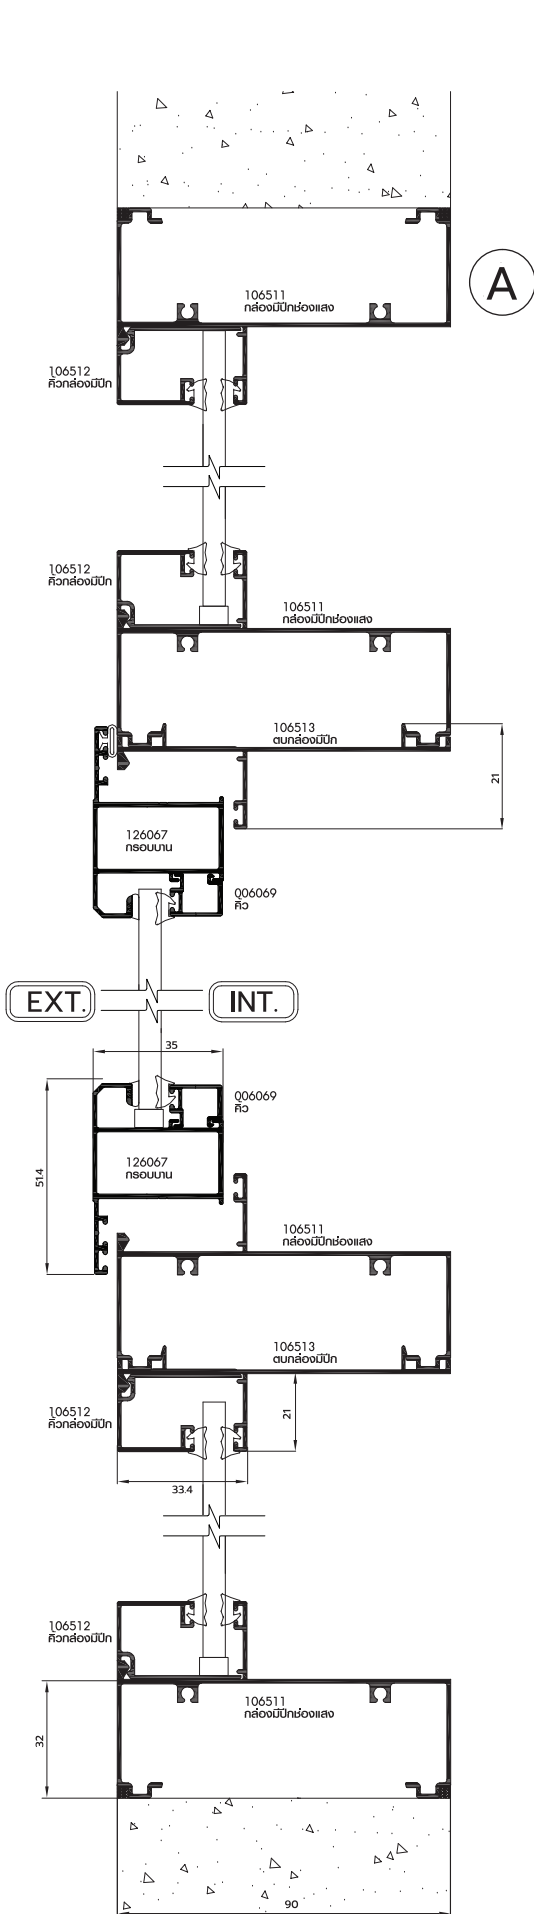 106511
กล่องมีปีกช่องแสง
A
106512
คิ้วกล่องมีปีก
106512
คิ้วกล่องมีปีก
106511
กล่องมีปีกช่องแสง
106513
ตบกล่องมีปีก
21
126067
กรอบบาน
006069
คิ้ว
EXT.
INT.
35
006069
คิ้ว
51.4
126067
กรอบบาน
106511
กล่องมีปีกช่องแสง
106513
ตบกล่องมีปีก
106512
คิ้วกล่องมีปีก
21
33.4
106512
คิ้วกล่องมีปีก
106511
กล่องมีปีกช่องแสง
32
90